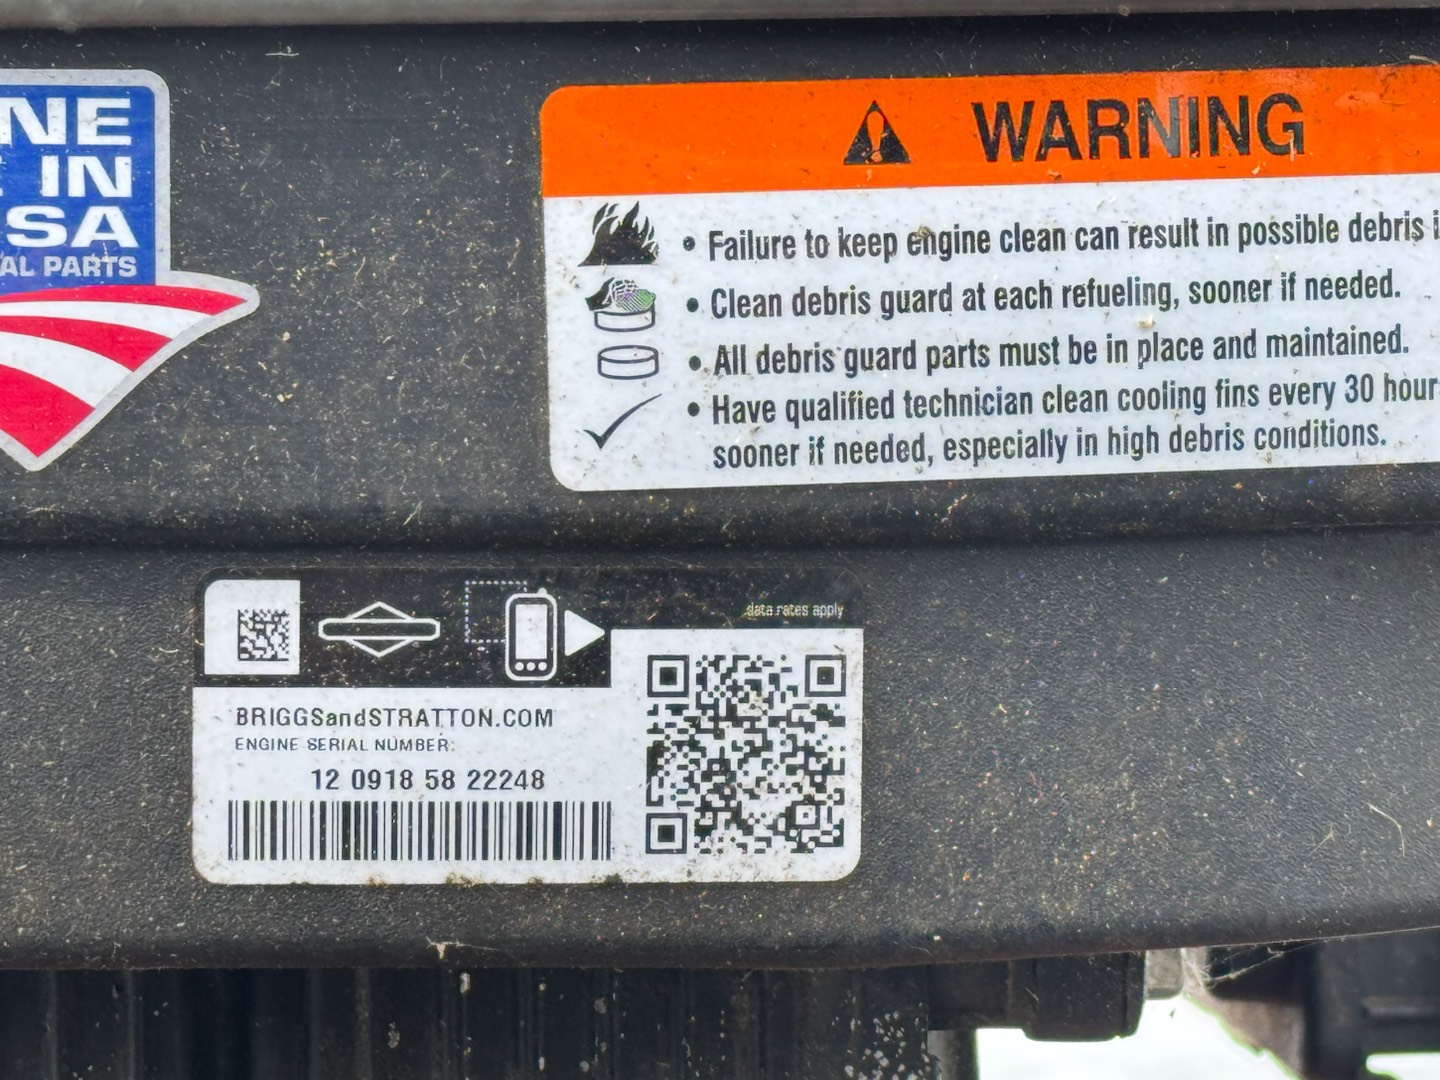 NE
IN
SA
AL PARTS
WARNING
• Failure to keep engine clean can result in possible debris
• Clean debris guard at each refueling, sooner if needed.
• All debris guard parts must be in place and maintained.
• Have qualified technician clean cooling fins every 30 hour
sooner if needed, especially in high debris conditions.
data rates apply
BRIGGSandSTRATTON.COM
ENGINE SERIAL NUMBER:
12 0918 58 22248